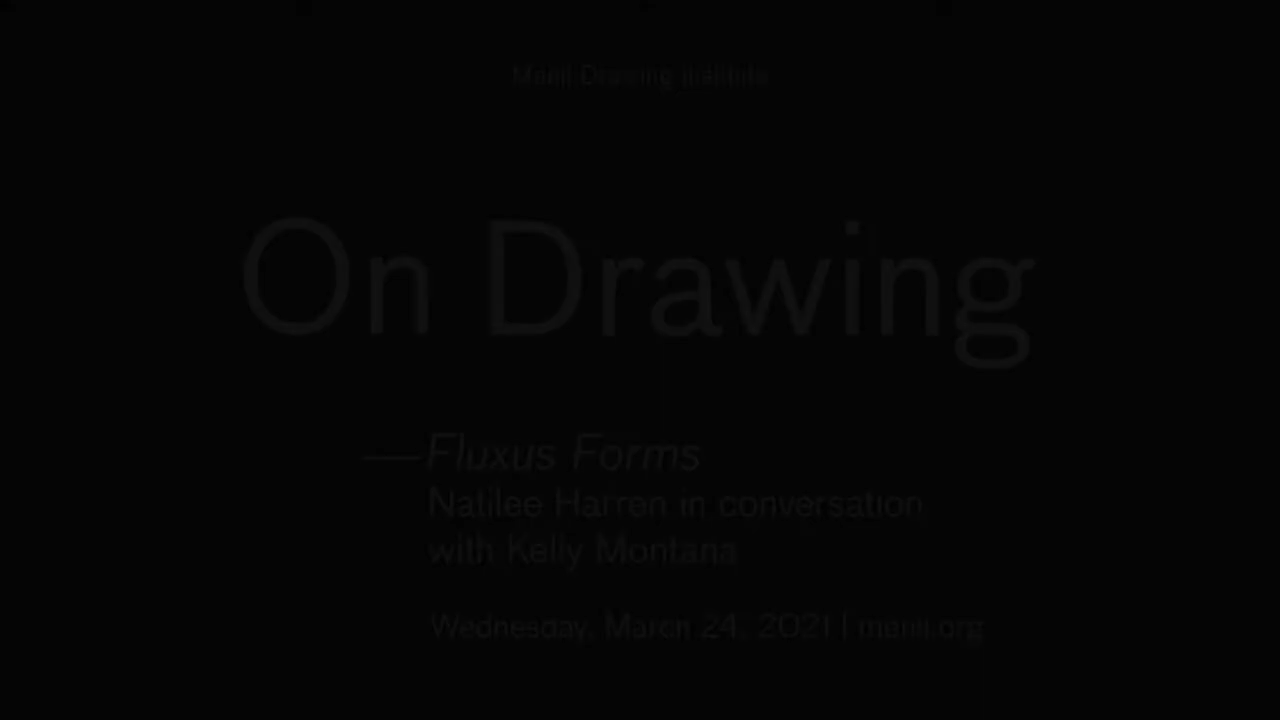 Menil Drawing Institute
On Drawing
—Fluxus Forms
Natilee Harren in conversation
with Kelly Montana
Wednesday, March 24, 2021 | menil.org